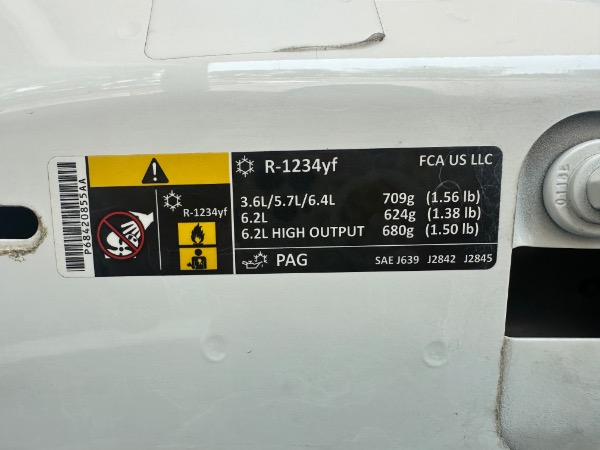 R-1234yf FCA US LLC
3.6L/5.7L/6.4L 709g (1.56 lb)
6.2L 624g (1.38 lb)
6.2L HIGH OUTPUT 680g (1.50 lb)
PAG SAE J639 J2842 J2845
R-1234yf
P68420855AA